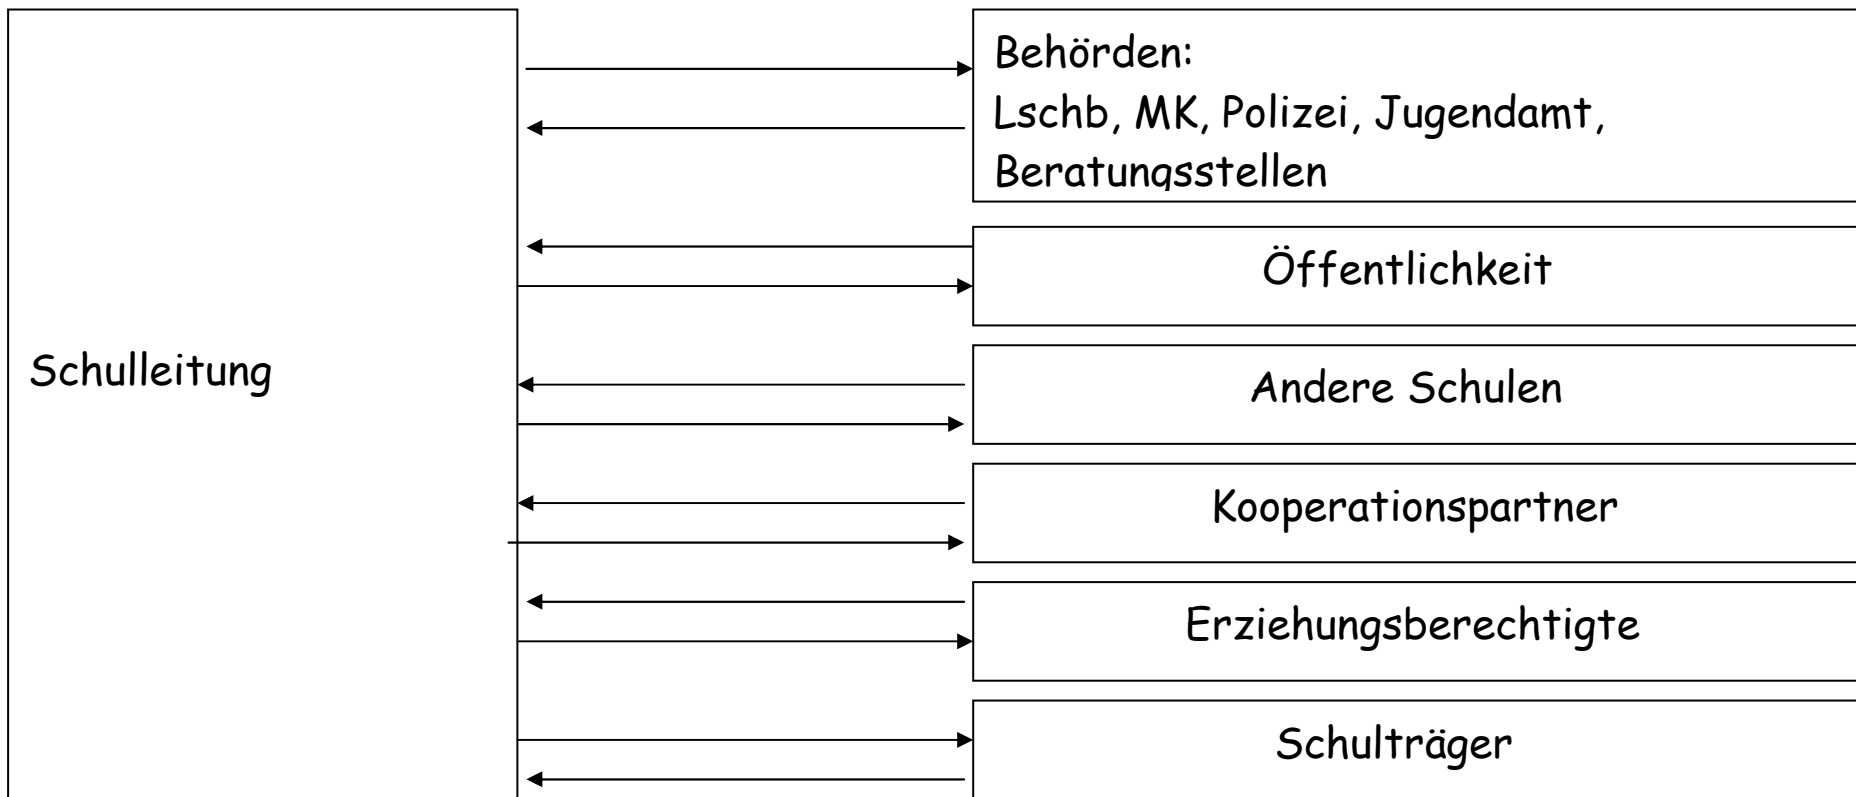 Behörden:
Lschb, MK, Polizei, Jugendamt,
Beratungsstellen
Öffentlichkeit
Schulleitung
Andere Schulen
Kooperationspartner
Erziehungsberechtigte
Schulträger